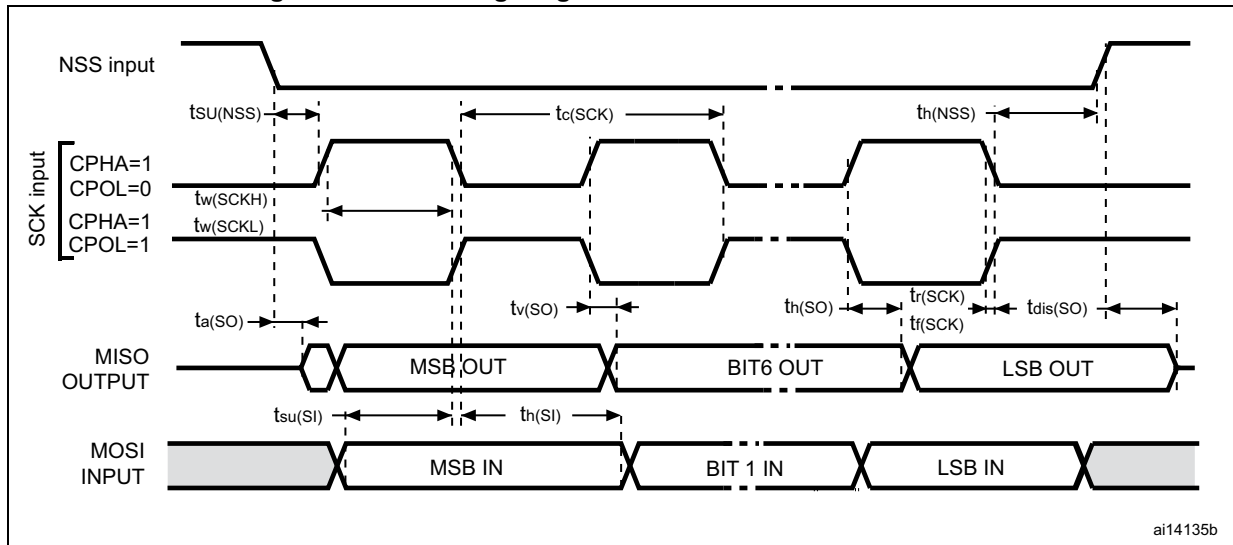 NSS input
tSU(NSS)
tc(SCK)
th(NSS)
SCK input
CPHA=1
CPOL=0
tw(SCKH)
CPHA=1
tw(SCKL)
CPOL=1
ta(SO)
tv(SO)
th(SO)
tr(SCK)
tf(SCK)
tdis(SO)
MISO
OUTPUT
MSB OUT
BIT6 OUT
LSB OUT
tsu(SI)
th(SI)
MOSI
INPUT
MSB IN
BIT 1 IN
LSB IN
ai14135b